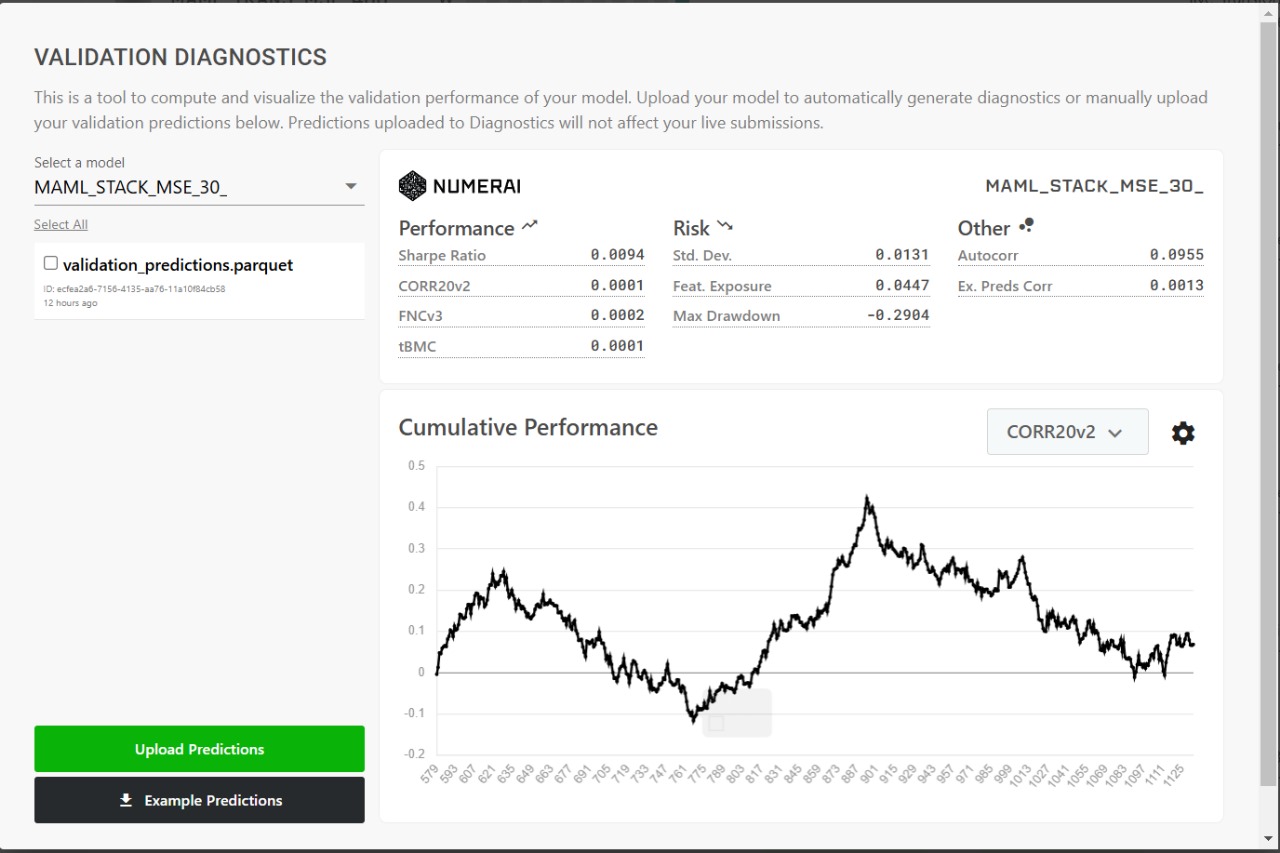 VALIDATION DIAGNOSTICS
This is a tool to compute and visualize the validation performance of your model. Upload your model to automatically generate diagnostics or manually upload
your validation predictions below. Predictions uploaded to Diagnostics will not affect your live submissions.
Select a model
MAML_STACK_MSE_30_
Select All
validation_predictions.parquet
ID: ecfea2a6-7156-4135-aa76-11a10f84cb58
12 hours ago
Upload Predictions
Example Predictions
NUMERAI
MAML_STACK_MSE_30_
Performance
Sharpe Ratio 0.0094
CORR20v2 0.0001
FNCv3 0.0002
tBMC 0.0001
Risk
Std. Dev. 0.0131
Feat. Exposure 0.0447
Max Drawdown -0.2904
Other
Autocorr 0.0955
Ex. Preds Corr 0.0013
Cumulative Performance
CORR20v2
0.5
0.4
0.3
0.2
0.1
0
-0.1
-0.2
579 593 607 621 635 649 663 677 691 705 719 733 747 761 775 789 803 817 831 845 859 873 887 901 915 929 943 957 971 985 999 1013 1027 1041 1055 1069 1083 1097 1111 1125